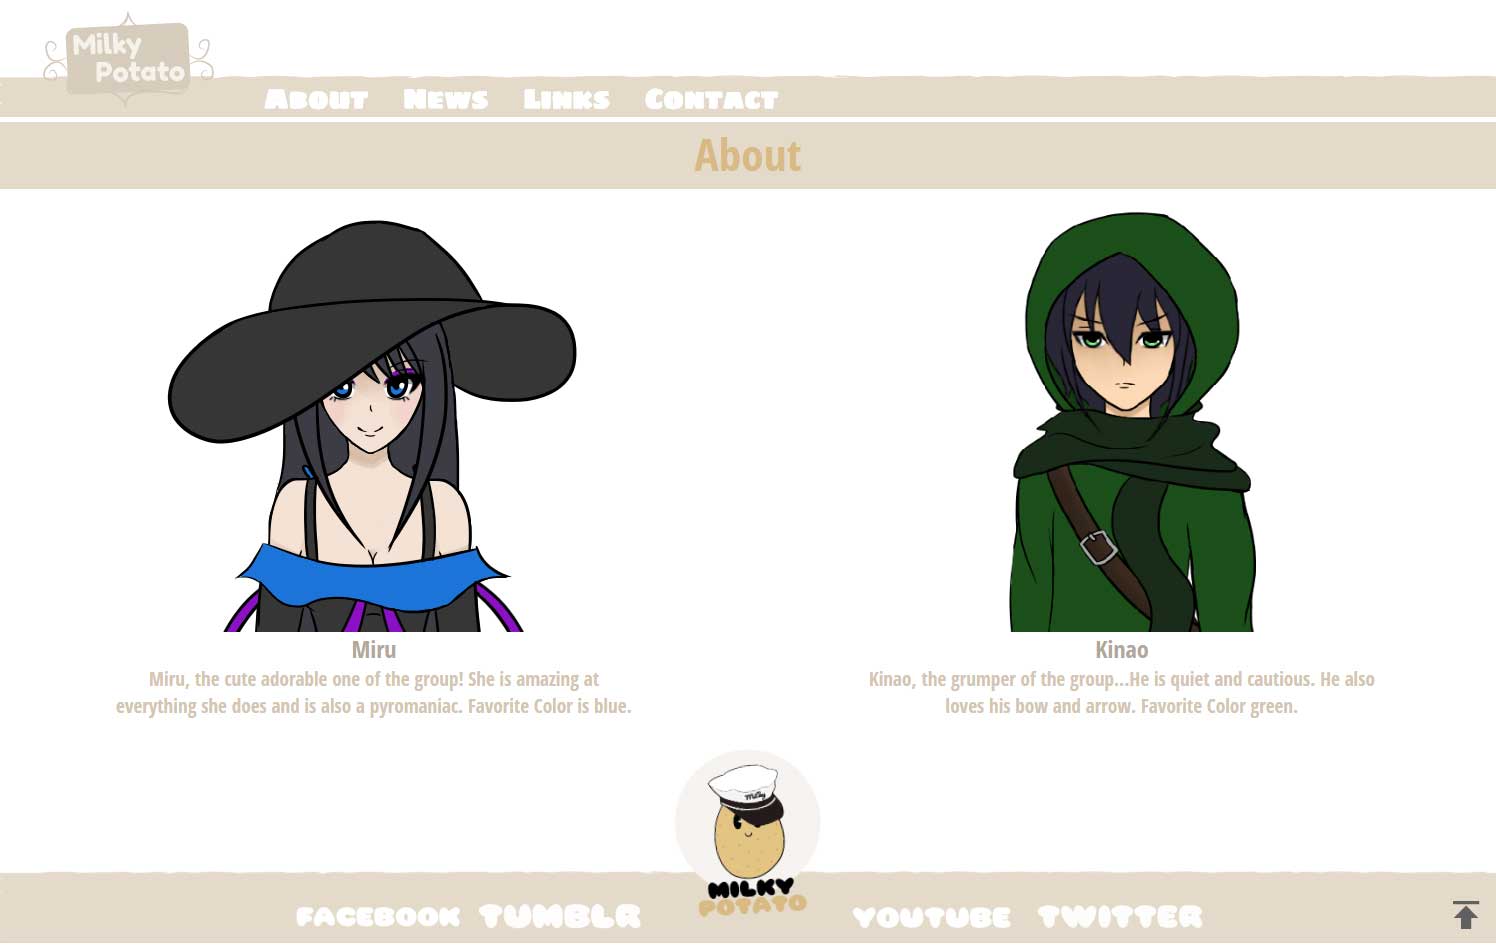 Milky
Potato
About News Links Contact
About
Miru
Miru, the cute adorable one of the group! She is amazing at
everything she does and is also a pyromaniac. Favorite Color is blue.
Kinao
Kinao, the grumper of the group...He is quiet and cautious. He also
loves his bow and arrow. Favorite Color green.
Milky
MILKY
POTATO
FACEBOOK TUMBLR YOUTUBE TWITTER